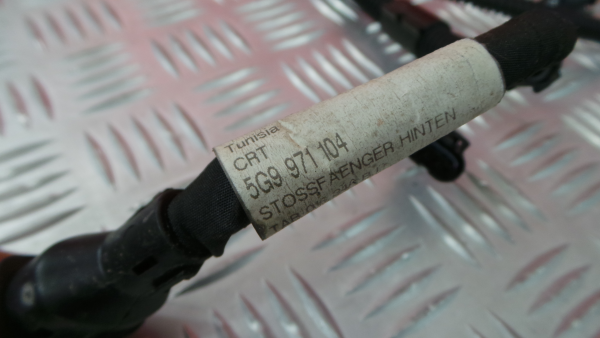 Tunisia
CRT
5G9 971 104
STOSSFAENGER HINTEN